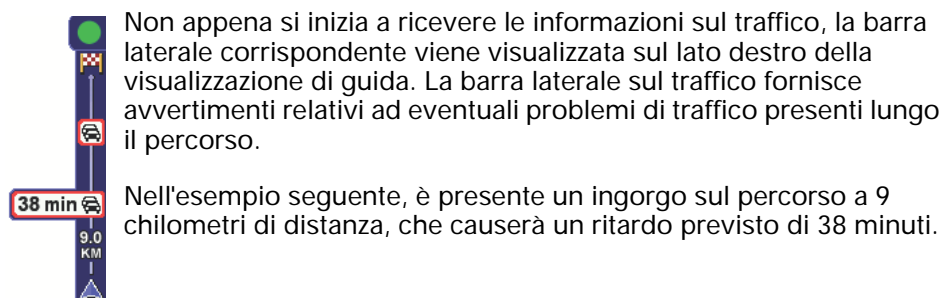 Non appena si inizia a ricevere le informazioni sul traffico, la barra
laterale corrispondente viene visualizzata sul lato destro della
visualizzazione di guida. La barra laterale sul traffico fornisce
avvertimenti relativi ad eventuali problemi di traffico presenti lungo
il percorso.
38 min
9.0
KM
Nell'esempio seguente, è presente un ingorgo sul percorso a 9
chilometri di distanza, che causerà un ritardo previsto di 38 minuti.